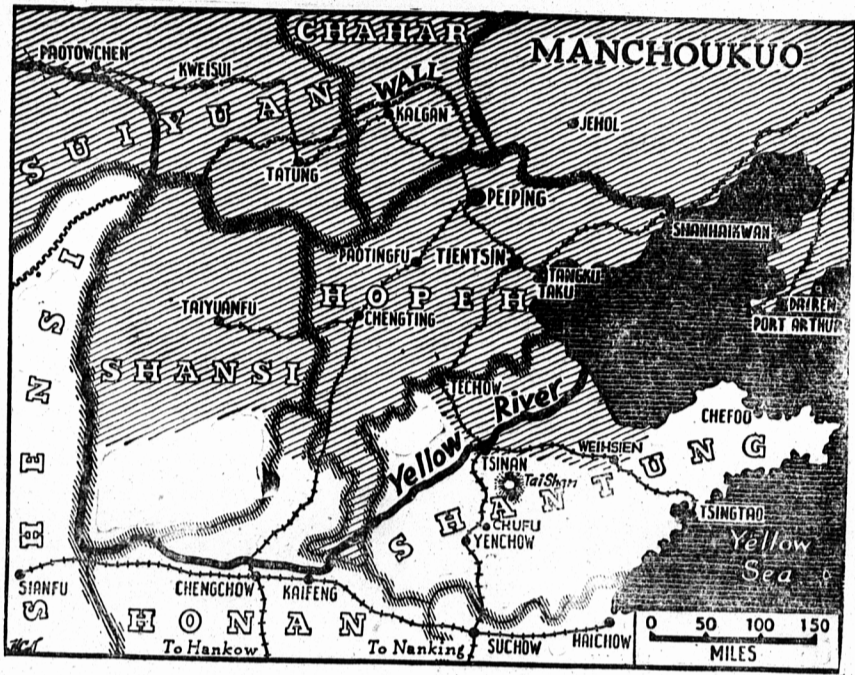 CHAHAR
MANCHOUKUO
PAOTOWCHEN
KWEISUI
WALL
KALGAN
JEHOL
SUIYUAN
TATUNG
PEIPING
SHANHAIKWAN
PAOTINGFU
TIENTSIN
TANGKU
TAKU
HOPEH
DAIREN
PORT ARTHUR
TAIYUANFU
CHENGTING
SHENSI
SHANSI
TECHOW
Yellow River
CHEFOO
WEIHSIEN
TSINAN
Tai Shan
SHANTUNG
TSINGTAO
CHUFU
YENCHOW
Yellow
Sea
SIANFU
CHENGCHOW
KAIFENG
HONAN
To Hankow
To Nanking
SUCHOW
HAICHOW
0 50 100 150
MILES